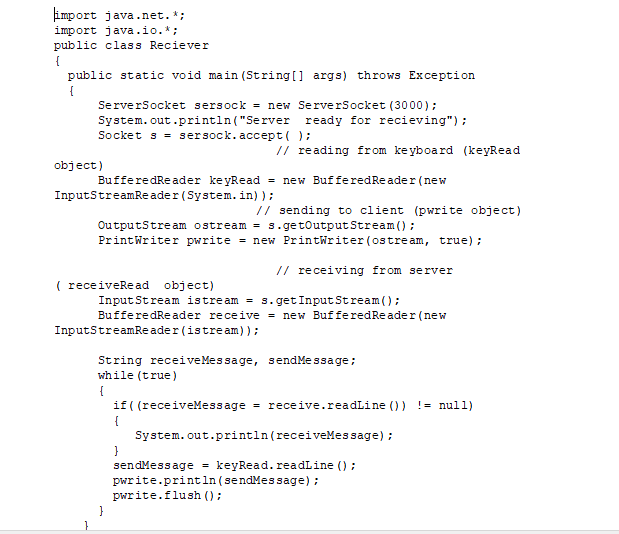 import java.net.*;
import java.io.*;
public class Reciever
{
  public static void main(String[] args) throws Exception
  {
      ServerSocket sersock = new ServerSocket(3000);
      System.out.println("Server  ready for recieving");
      Socket s = sersock.accept( );
                              // reading from keyboard (keyRead
object)
      BufferedReader keyRead = new BufferedReader(new
InputStreamReader(System.in));
                           // sending to client (pwrite object)
      OutputStream ostream = s.getOutputStream();
      PrintWriter pwrite = new PrintWriter(ostream, true);

                              // receiving from server
( receiveRead  object)
      InputStream istream = s.getInputStream();
      BufferedReader receive = new BufferedReader(new
InputStreamReader(istream));

      String receiveMessage, sendMessage;
      while(true)
      {
        if((receiveMessage = receive.readLine()) != null)
        {
           System.out.println(receiveMessage);
        }
        sendMessage = keyRead.readLine();
        pwrite.println(sendMessage);
        pwrite.flush();
      }
    }